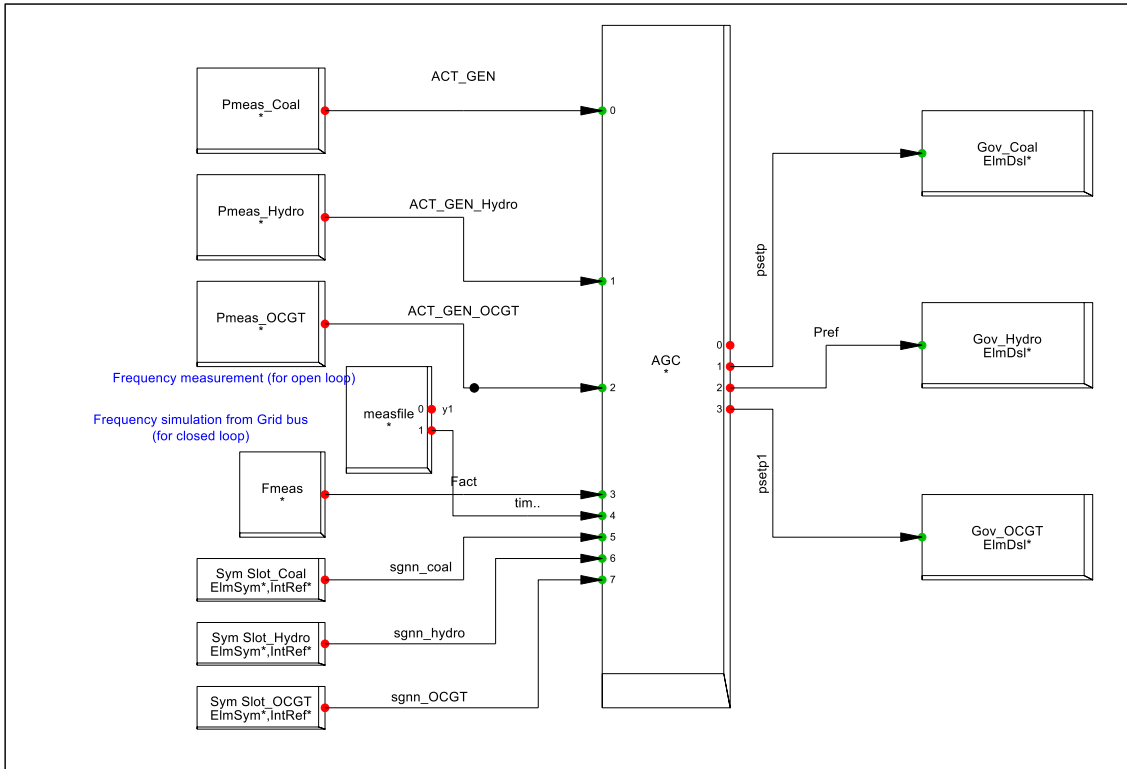 ACT_GEN
Pmeas_Coal
*
0
Gov_Coal
ElmDsl*
Pmeas_Hydro
*
ACT_GEN_Hydro
psetp
1
ACT_GEN_OCGT
Pmeas_OCGT
*
Pref
Gov_Hydro
ElmDsl*
0
AGC
*
1
2
3
Frequency measurement (for open loop)
2
measfile
*
0 y1
1
Frequency simulation from Grid bus
(for closed loop)
psetp1
Fact
Fmeas
*
3
tim..
4
5
6
7
Gov_OCGT
ElmDsl*
sgnn_coal
Sym Slot_Coal
ElmSym*,IntRef*
sgnn_hydro
Sym Slot_Hydro
ElmSym*,IntRef*
sgnn_OCGT
Sym Slot_OCGT
ElmSym*,IntRef*